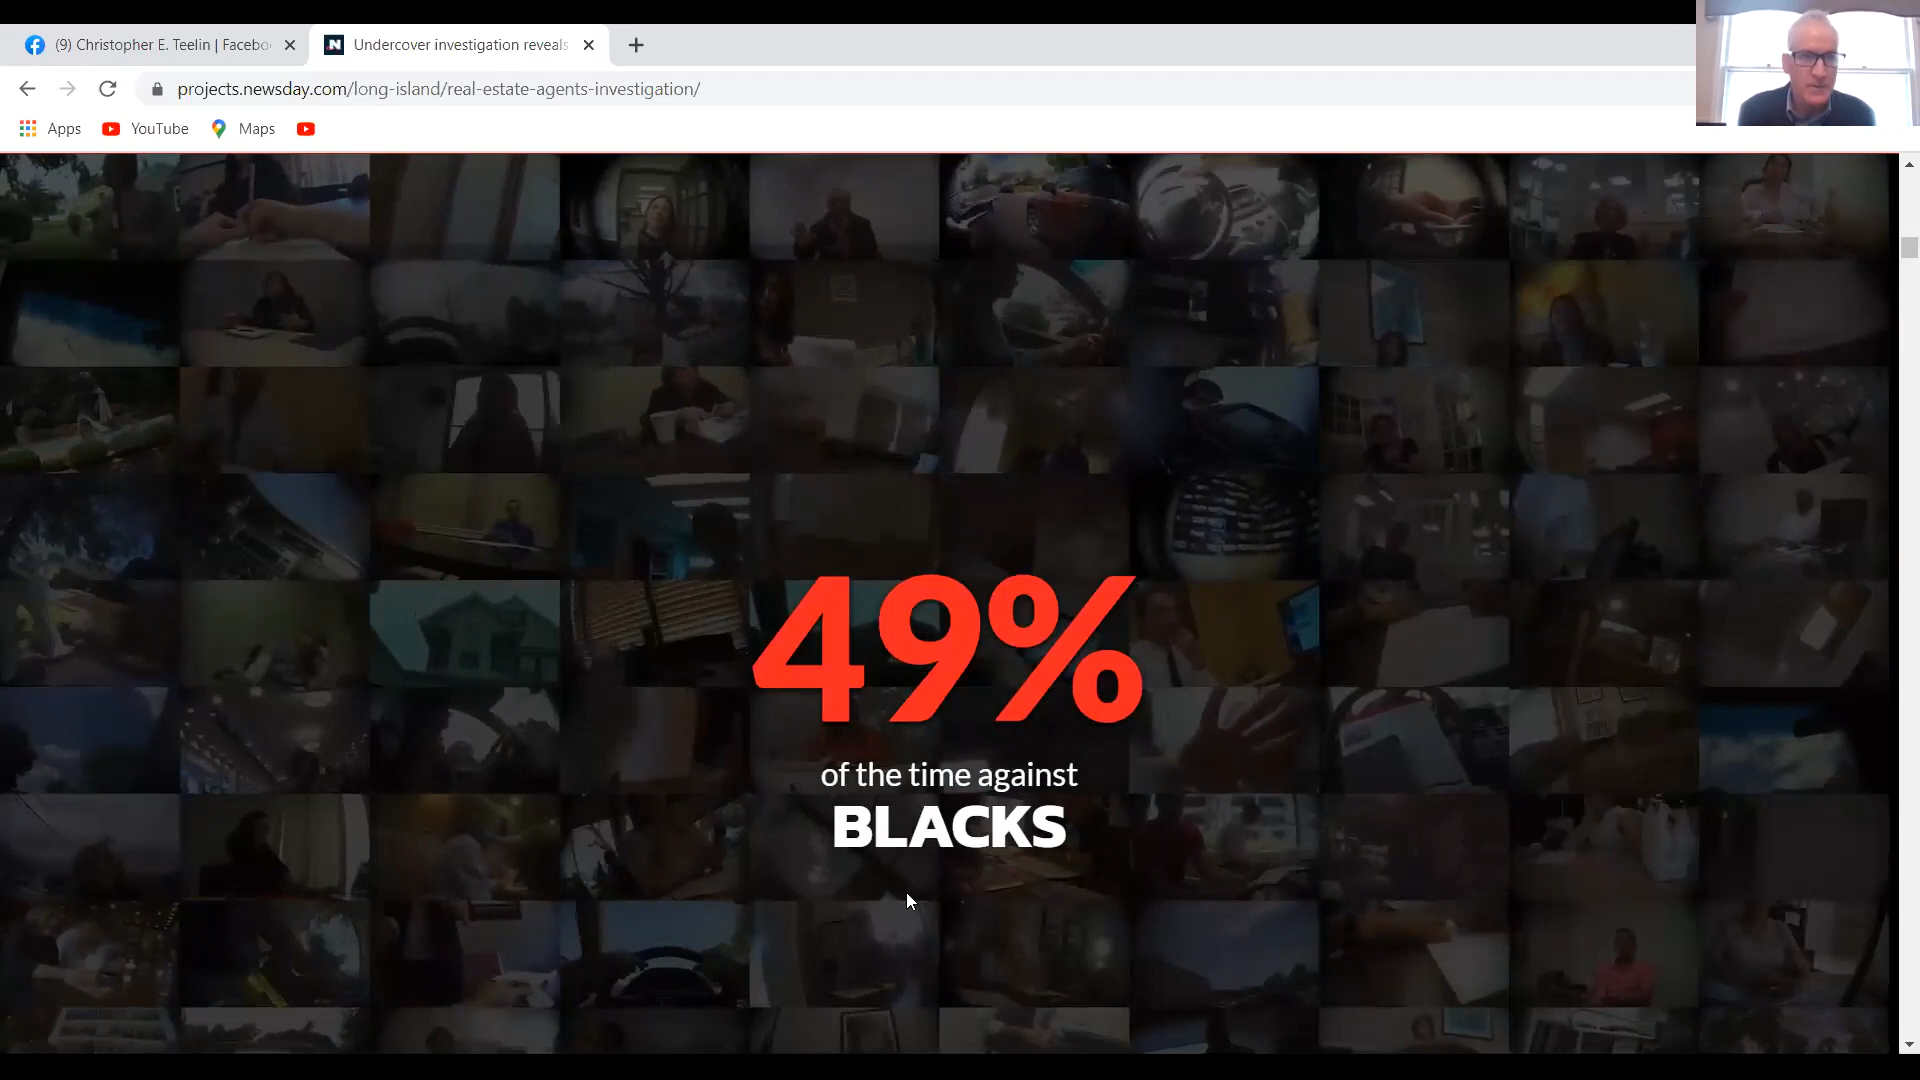 (9) Christopher E. Teelin | Facebo
Undercover investigation reveals
projects.newsday.com/long-island/real-estate-agents-investigation/
Apps YouTube Maps
49%
of the time against
BLACKS